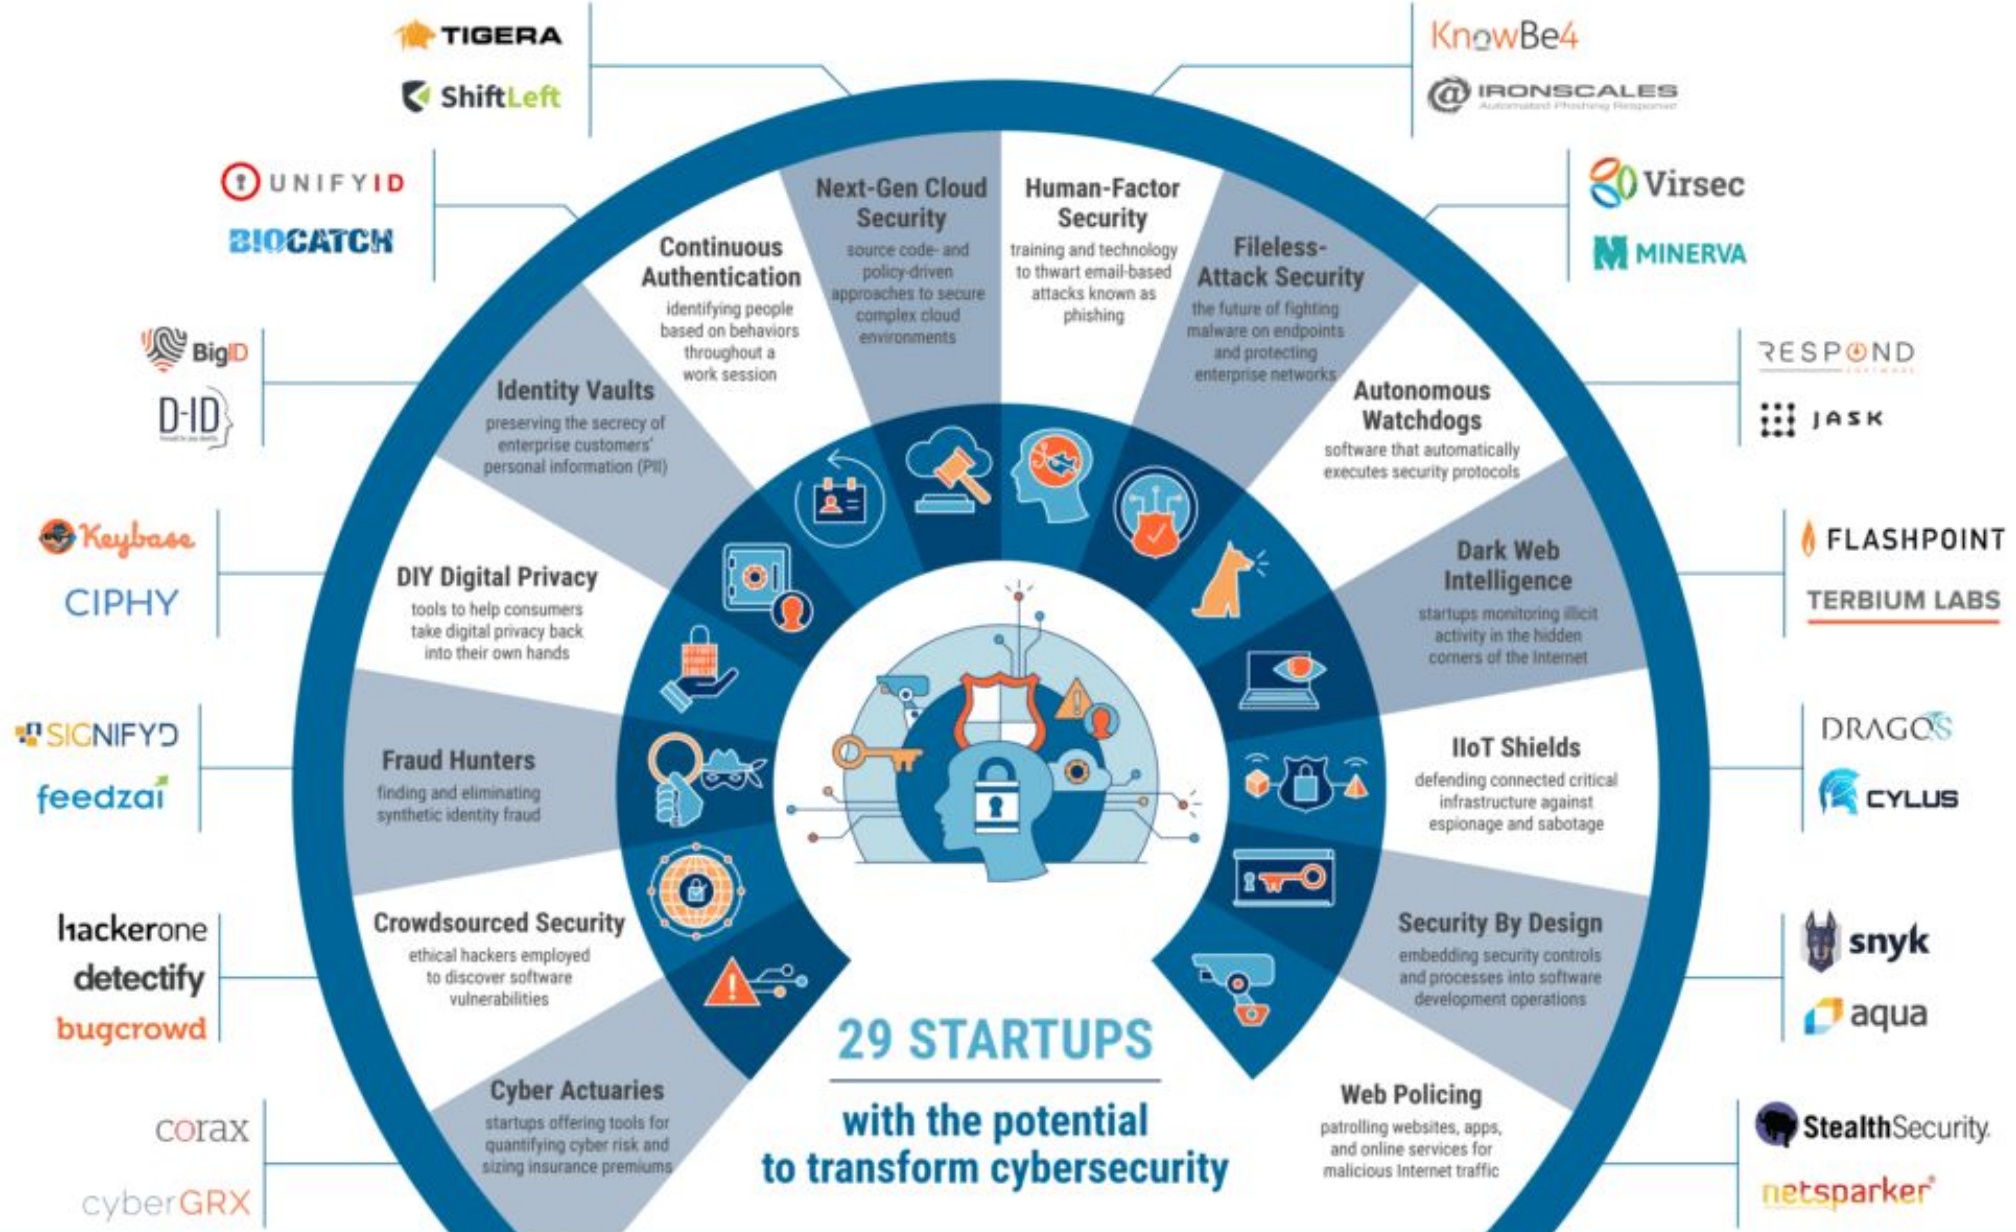 TIGERA
ShiftLeft
UNIFYID
BIOCATCH
BigID
D-ID
Keybase
CIPHY
SIGNIFYD
feedzai
hackerone
detectify
bugcrowd
corax
cyberGRX
KnowBe4
IRONSCALES
Automated Phishing Response
Virsec
MINERVA
RESPOND
SOFTWARE
JASK
FLASHPOINT
TERBIUM LABS
DRAGOS
CYLUS
snyk
aqua
StealthSecurity.
netsparker
Cyber Actuaries
startups offering tools for
quantifying cyber risk and
sizing insurance premiums
Crowdsourced Security
ethical hackers employed
to discover software
vulnerabilities
Fraud Hunters
finding and eliminating
synthetic identity fraud
DIY Digital Privacy
tools to help consumers
take digital privacy back
into their own hands
Identity Vaults
preserving the secrecy of
enterprise customers'
personal information (PII)
Continuous
Authentication
identifying people
based on behaviors
throughout a
work session
Next-Gen Cloud
Security
source code- and
policy-driven
approaches to secure
complex cloud
environments
Human-Factor
Security
training and technology
to thwart email-based
attacks known as
phishing
Fileless-
Attack Security
the future of fighting
malware on endpoints
and protecting
enterprise networks
Autonomous
Watchdogs
software that automatically
executes security protocols
Dark Web
Intelligence
startups monitoring illicit
activity in the hidden
corners of the Internet
IIoT Shields
defending connected critical
infrastructure against
espionage and sabotage
Security By Design
embedding security controls
and processes into software
development operations
Web Policing
patrolling websites, apps,
and online services for
malicious Internet traffic
29 STARTUPS
with the potential
to transform cybersecurity